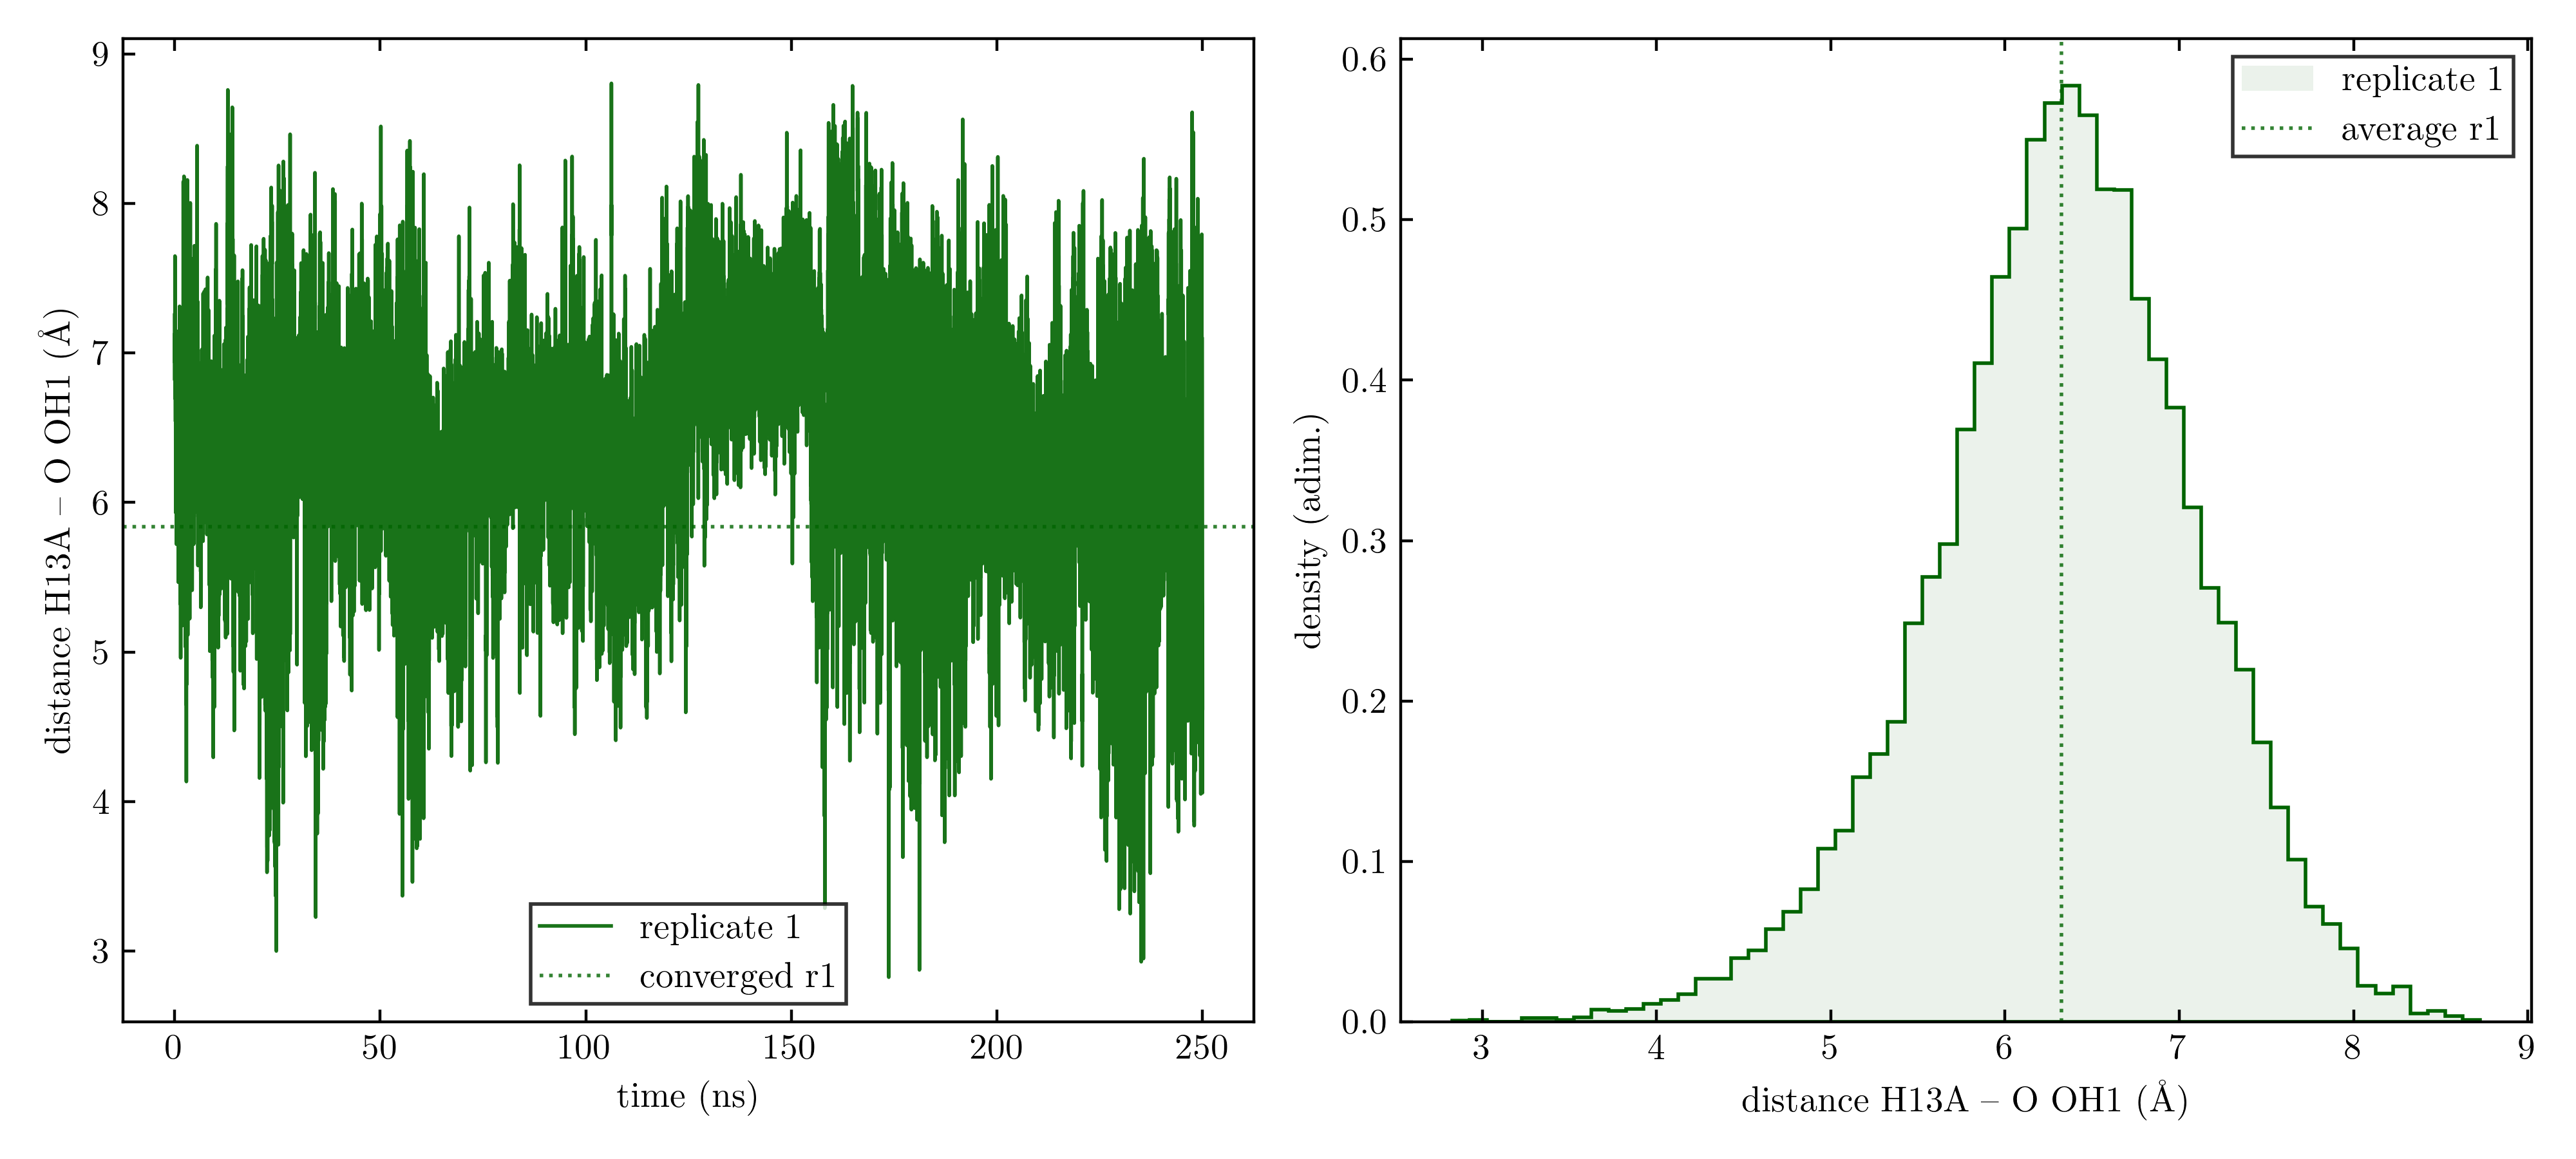 9
8
7
6
5
4
3
distance H13A – O OH1 (Å)
0 50 100 150 200 250
time (ns)
replicate 1
converged r1
0.6
0.5
0.4
0.3
0.2
0.1
0.0
density (adim.)
3 4 5 6 7 8 9
distance H13A – O OH1 (Å)
replicate 1
average r1